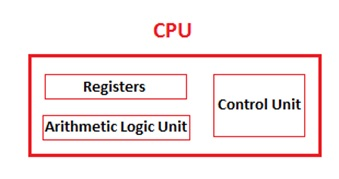 CPU
Registers
Arithmetic Logic Unit
Control Unit